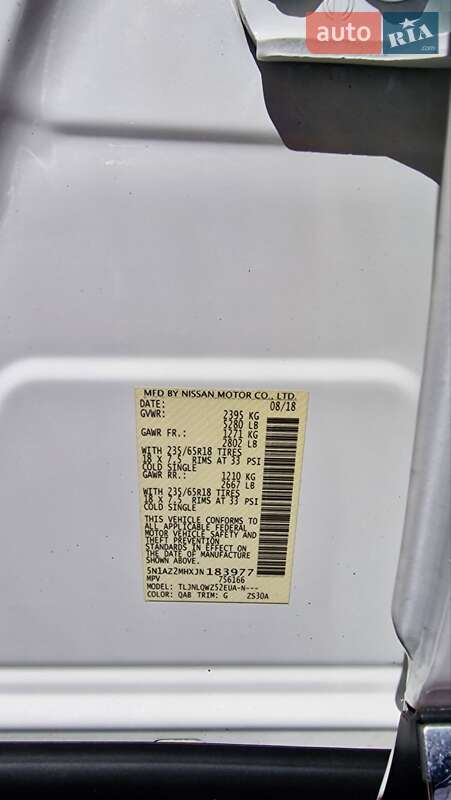 auto RIA .com
MFD BY NISSAN MOTOR CO., LTD.
DATE: 08/18
GVWR: 2395 KG
5280 LB
GAWR FR.: 1271 KG
2802 LB
WITH 235/65R18 TIRES
18 X 7.5 RIMS AT 33 PSI
COLD SINGLE
GAWR RR.: 1210 KG
2667 LB
WITH 235/65R18 TIRES
18 X 7.5 RIMS AT 33 PSI
COLD SINGLE
THIS VEHICLE CONFORMS TO
ALL APPLICABLE FEDERAL
MOTOR VEHICLE SAFETY AND
THEFT PREVENTION
STANDARDS IN EFFECT ON
THE DATE OF MANUFACTURE
5N1AZ2MHXJN183977
MPV 756166
MODEL: TLJNLQWZ52EUA-N---
COLOR: QAB TRIM: G ZS30A